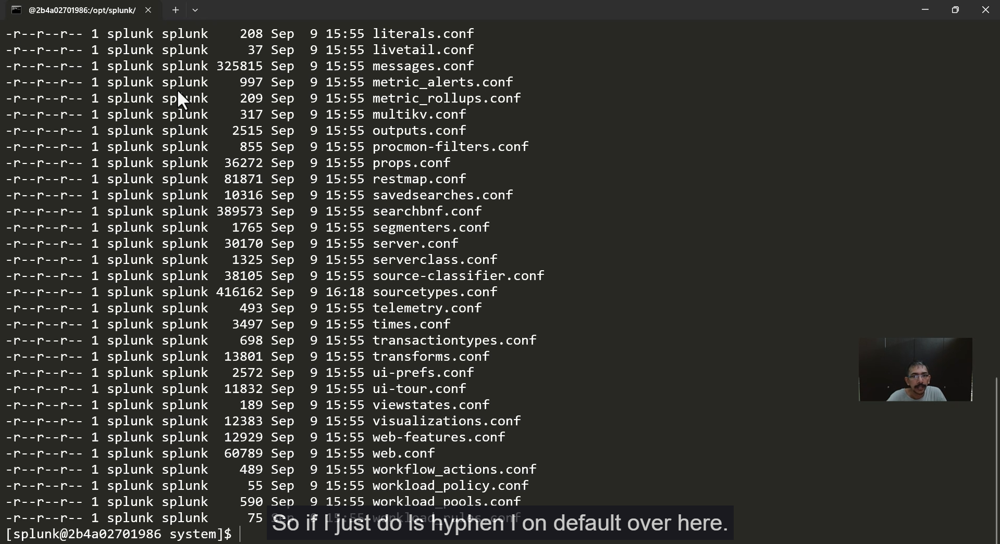 @2b4a02701986:/opt/splunk/
-r--r--r-- 1 splunk splunk    208 Sep  9 15:55 literals.conf
-r--r--r-- 1 splunk splunk     37 Sep  9 15:55 livetail.conf
-r--r--r-- 1 splunk splunk 325815 Sep  9 15:55 messages.conf
-r--r--r-- 1 splunk splunk    997 Sep  9 15:55 metric_alerts.conf
-r--r--r-- 1 splunk splunk    209 Sep  9 15:55 metric_rollups.conf
-r--r--r-- 1 splunk splunk    317 Sep  9 15:55 multikv.conf
-r--r--r-- 1 splunk splunk   2515 Sep  9 15:55 outputs.conf
-r--r--r-- 1 splunk splunk    855 Sep  9 15:55 procmon-filters.conf
-r--r--r-- 1 splunk splunk  36272 Sep  9 15:55 props.conf
-r--r--r-- 1 splunk splunk  81871 Sep  9 15:55 restmap.conf
-r--r--r-- 1 splunk splunk  10316 Sep  9 15:55 savedsearches.conf
-r--r--r-- 1 splunk splunk 389573 Sep  9 15:55 searchbnf.conf
-r--r--r-- 1 splunk splunk   1765 Sep  9 15:55 segmenters.conf
-r--r--r-- 1 splunk splunk  30170 Sep  9 15:55 server.conf
-r--r--r-- 1 splunk splunk   1325 Sep  9 15:55 serverclass.conf
-r--r--r-- 1 splunk splunk  38105 Sep  9 15:55 source-classifier.conf
-r--r--r-- 1 splunk splunk 416162 Sep  9 16:18 sourcetypes.conf
-r--r--r-- 1 splunk splunk    493 Sep  9 15:55 telemetry.conf
-r--r--r-- 1 splunk splunk   3497 Sep  9 15:55 times.conf
-r--r--r-- 1 splunk splunk    698 Sep  9 15:55 transactiontypes.conf
-r--r--r-- 1 splunk splunk  13801 Sep  9 15:55 transforms.conf
-r--r--r-- 1 splunk splunk   2572 Sep  9 15:55 ui-prefs.conf
-r--r--r-- 1 splunk splunk  11832 Sep  9 15:55 ui-tour.conf
-r--r--r-- 1 splunk splunk    189 Sep  9 15:55 viewstates.conf
-r--r--r-- 1 splunk splunk  12383 Sep  9 15:55 visualizations.conf
-r--r--r-- 1 splunk splunk  12929 Sep  9 15:55 web-features.conf
-r--r--r-- 1 splunk splunk  60789 Sep  9 15:55 web.conf
-r--r--r-- 1 splunk splunk    489 Sep  9 15:55 workflow_actions.conf
-r--r--r-- 1 splunk splunk     55 Sep  9 15:55 workload_policy.conf
-r--r--r-- 1 splunk splunk    590 Sep  9 15:55 workload_pools.conf
-r--r--r-- 1 splunk splunk     75 Sep  9 15:55 workload_rules.conf
So if I just do ls hyphen l on default over here.
[splunk@2b4a02701986 system]$